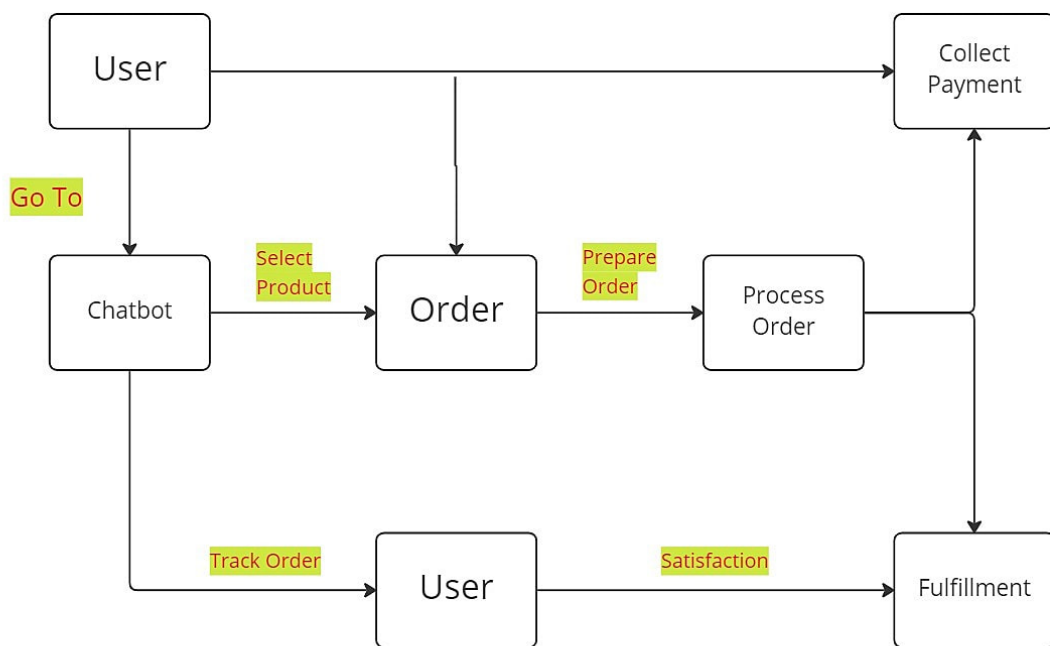 User
Collect
Payment
Go To
Chatbot
Select
Product
Order
Prepare
Order
Process
Order
Track Order
User
Satisfaction
Fulfillment